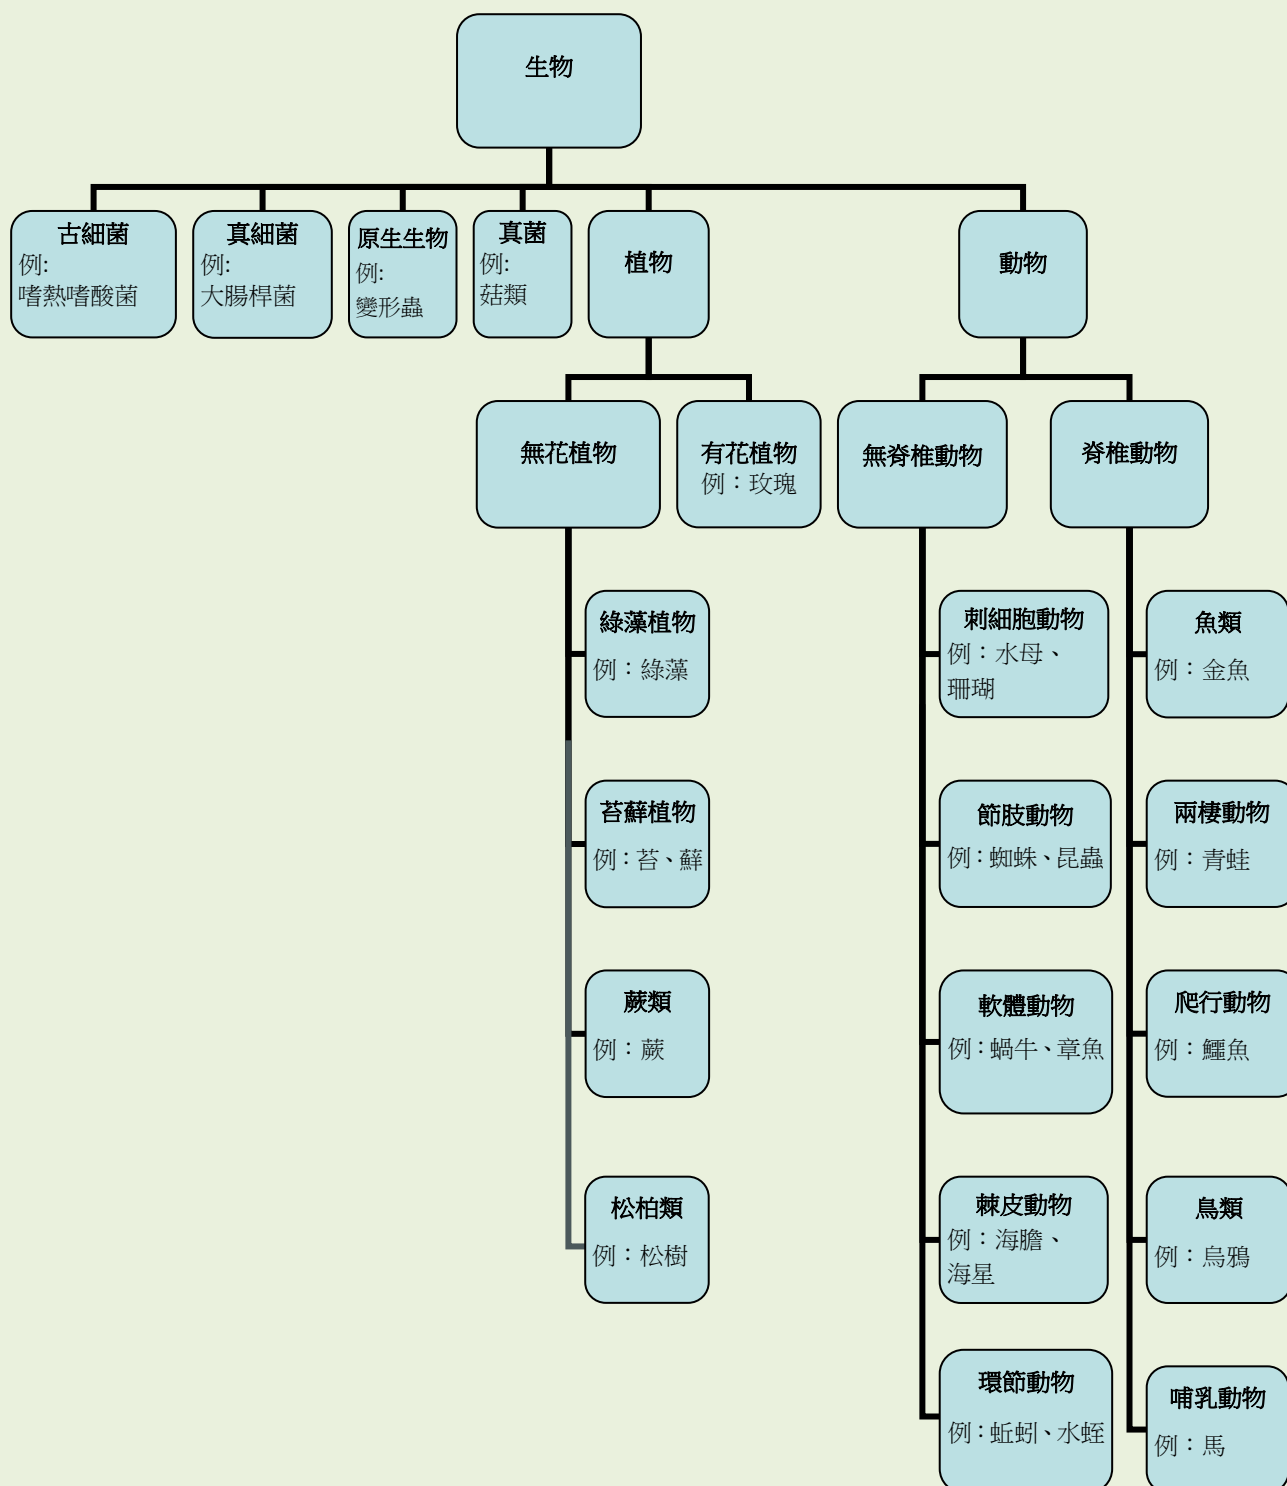 生物
古細菌
例:
嗜熱嗜酸菌
真細菌
例:
大腸桿菌
原生生物
例:
變形蟲
真菌
例:
菇類
植物
動物
無花植物
有花植物
例：玫瑰
無脊椎動物
脊椎動物
綠藻植物
例：綠藻
苔蘚植物
例：苔、蘚
蕨類
例：蕨
松柏類
例：松樹
刺細胞動物
例：水母、
珊瑚
節肢動物
例：蜘蛛、昆蟲
軟體動物
例：蝸牛、章魚
棘皮動物
例：海膽、
海星
環節動物
例：蚯蚓、水蛭
魚類
例：金魚
兩棲動物
例：青蛙
爬行動物
例：鱷魚
鳥類
例：烏鴉
哺乳動物
例：馬